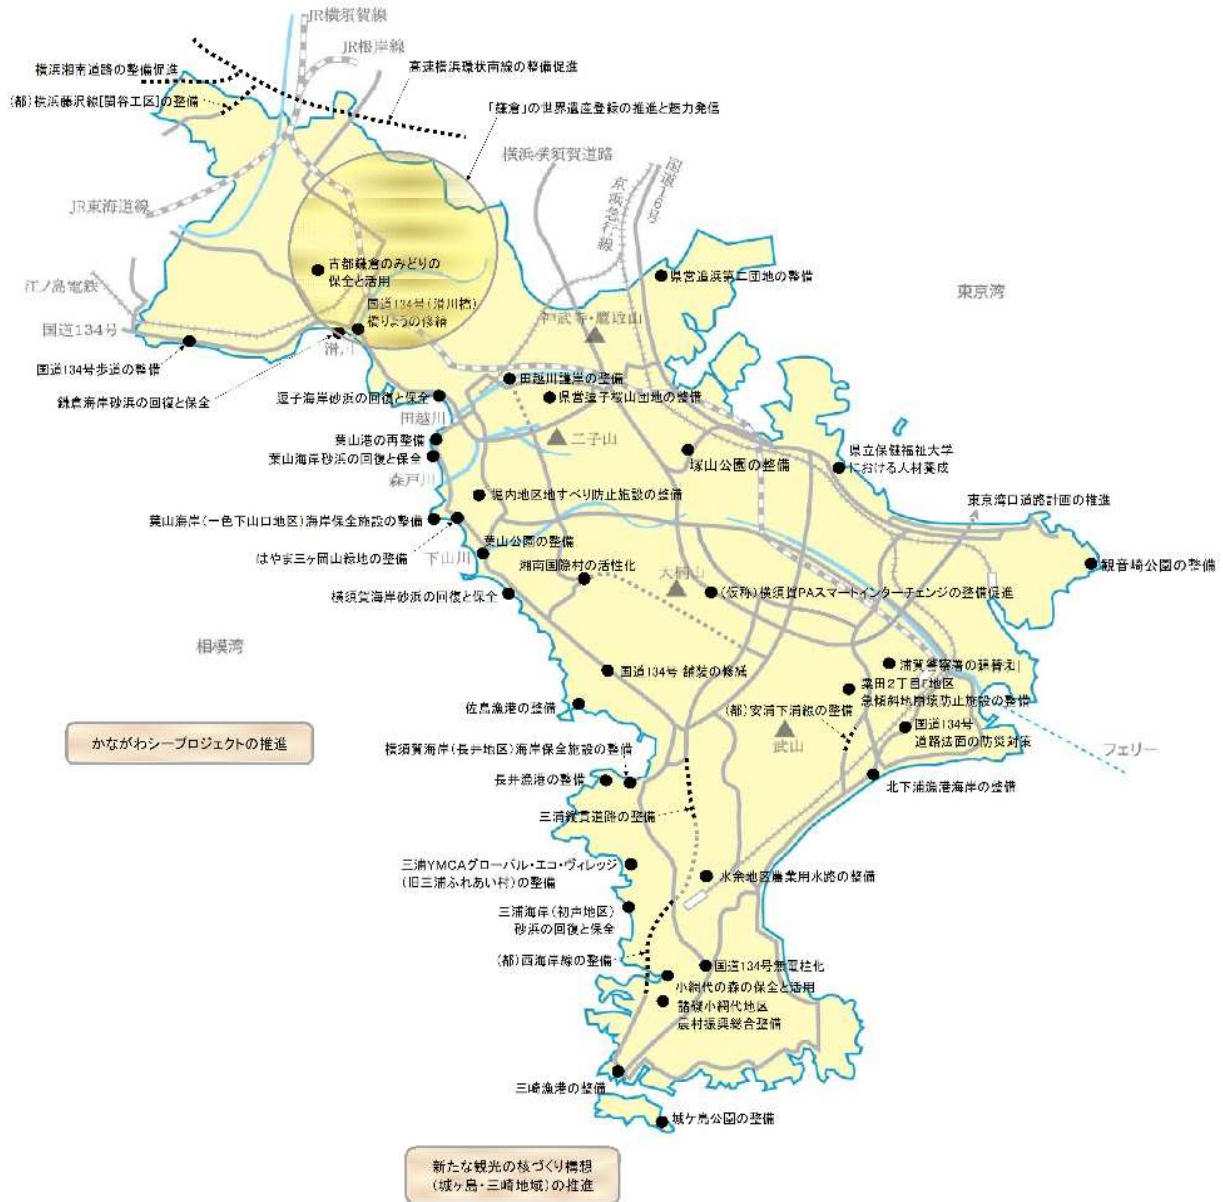 JR横須賀線
JR根岸線
横浜湘南道路の整備促進
高速横浜環状南線の整備促進
(都)横浜藤沢線[関谷工区]の整備
「鎌倉」の世界遺産登録の推進と魅力発信
横浜横須賀道路
国道16号
京浜急行線
JR東海道線
古都鎌倉のみどりの
保全と活用
県営追浜第二団地の整備
東京湾
江ノ島電鉄
国道134号(滑川橋)
橋りょうの修繕
国道134号
神武寺・鷹取山
滑川
国道134号歩道の整備
田越川護岸の整備
鎌倉海岸砂浜の回復と保全
逗子海岸砂浜の回復と保全
県営逗子桜山団地の整備
田越川
葉山港の再整備
二子山
県立保健福祉大学
における人材養成
葉山海岸砂浜の回復と保全
塚山公園の整備
森戸川
堀内地区地すべり防止施設の整備
東京湾口道路計画の推進
葉山海岸(一色下山口地区)海岸保全施設の整備
葉山公園の整備
はやま三ヶ岡山緑地の整備
下山川
湘南国際村の活性化
観音崎公園の整備
大楠山
横須賀海岸砂浜の回復と保全
(仮称)横須賀PAスマートインターチェンジの整備促進
相模湾
国道134号 舗装の修繕
浦賀警察署の建替え
粟田2丁目F地区
急傾斜地崩壊防止施設の整備
佐島漁港の整備
(都)安浦下浦線の整備
国道134号
道路法面の防災対策
かながわシープロジェクトの推進
横須賀海岸(長井地区)海岸保全施設の整備
武山
フェリー
長井漁港の整備
北下浦漁港海岸の整備
三浦縦貫道路の整備
三浦YMCAグローバル・エコ・ヴィレッジ
(旧三浦ふれあい村)の整備
地区農業用水路の整備
三浦海岸(初声地区)
砂浜の回復と保全
(都)西海岸線の整備
国道134号無電柱化
小網代の森の保全と活用
諸磯小網代地区
農村振興総合整備
三崎漁港の整備
城ケ島公園の整備
新たな観光の核づくり構想
(城ヶ島・三崎地域)の推進